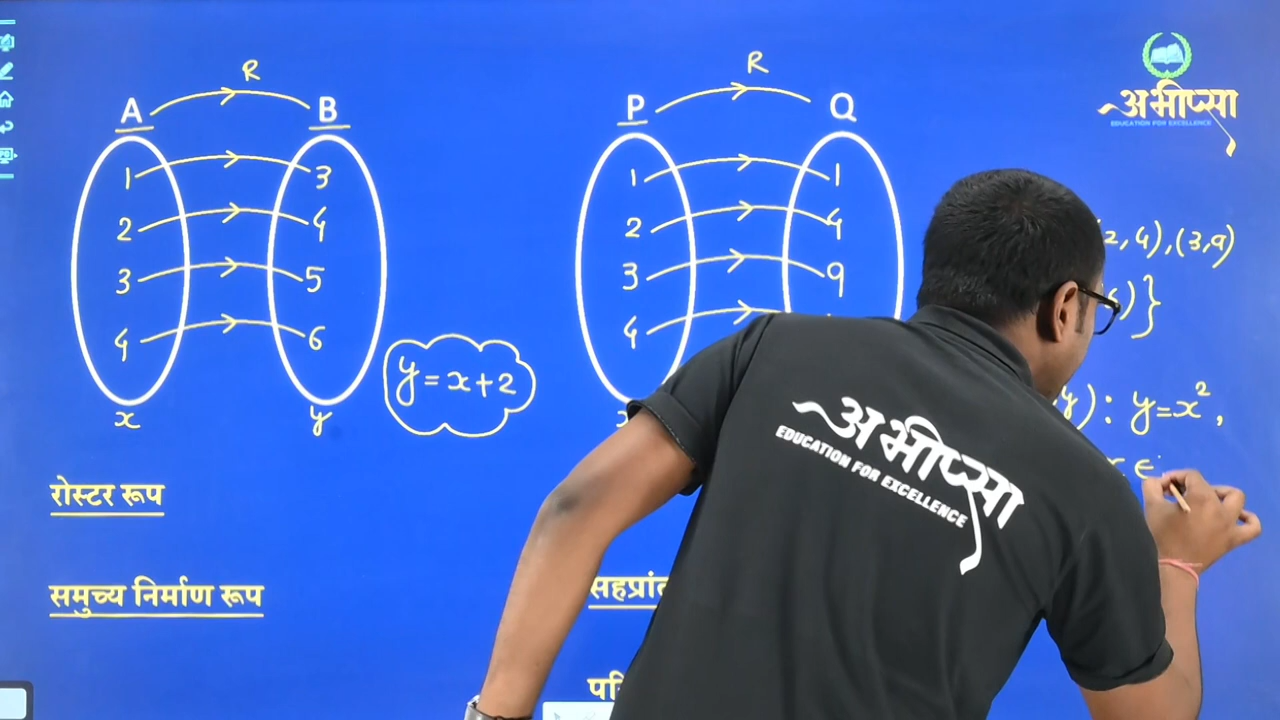 R
A B
1 3
2 4
3 5
4 6
x y
y=x+2
रोस्टर रूप
समुच्य निर्माण रूप
R
P Q
1 1
2 4
3 9
4
2,4),(3,9)
)}
y): y=x²,
∈
अभीप्सा
EDUCATION FOR EXCELLENCE
अभीप्सा
EDUCATION FOR EXCELLENCE